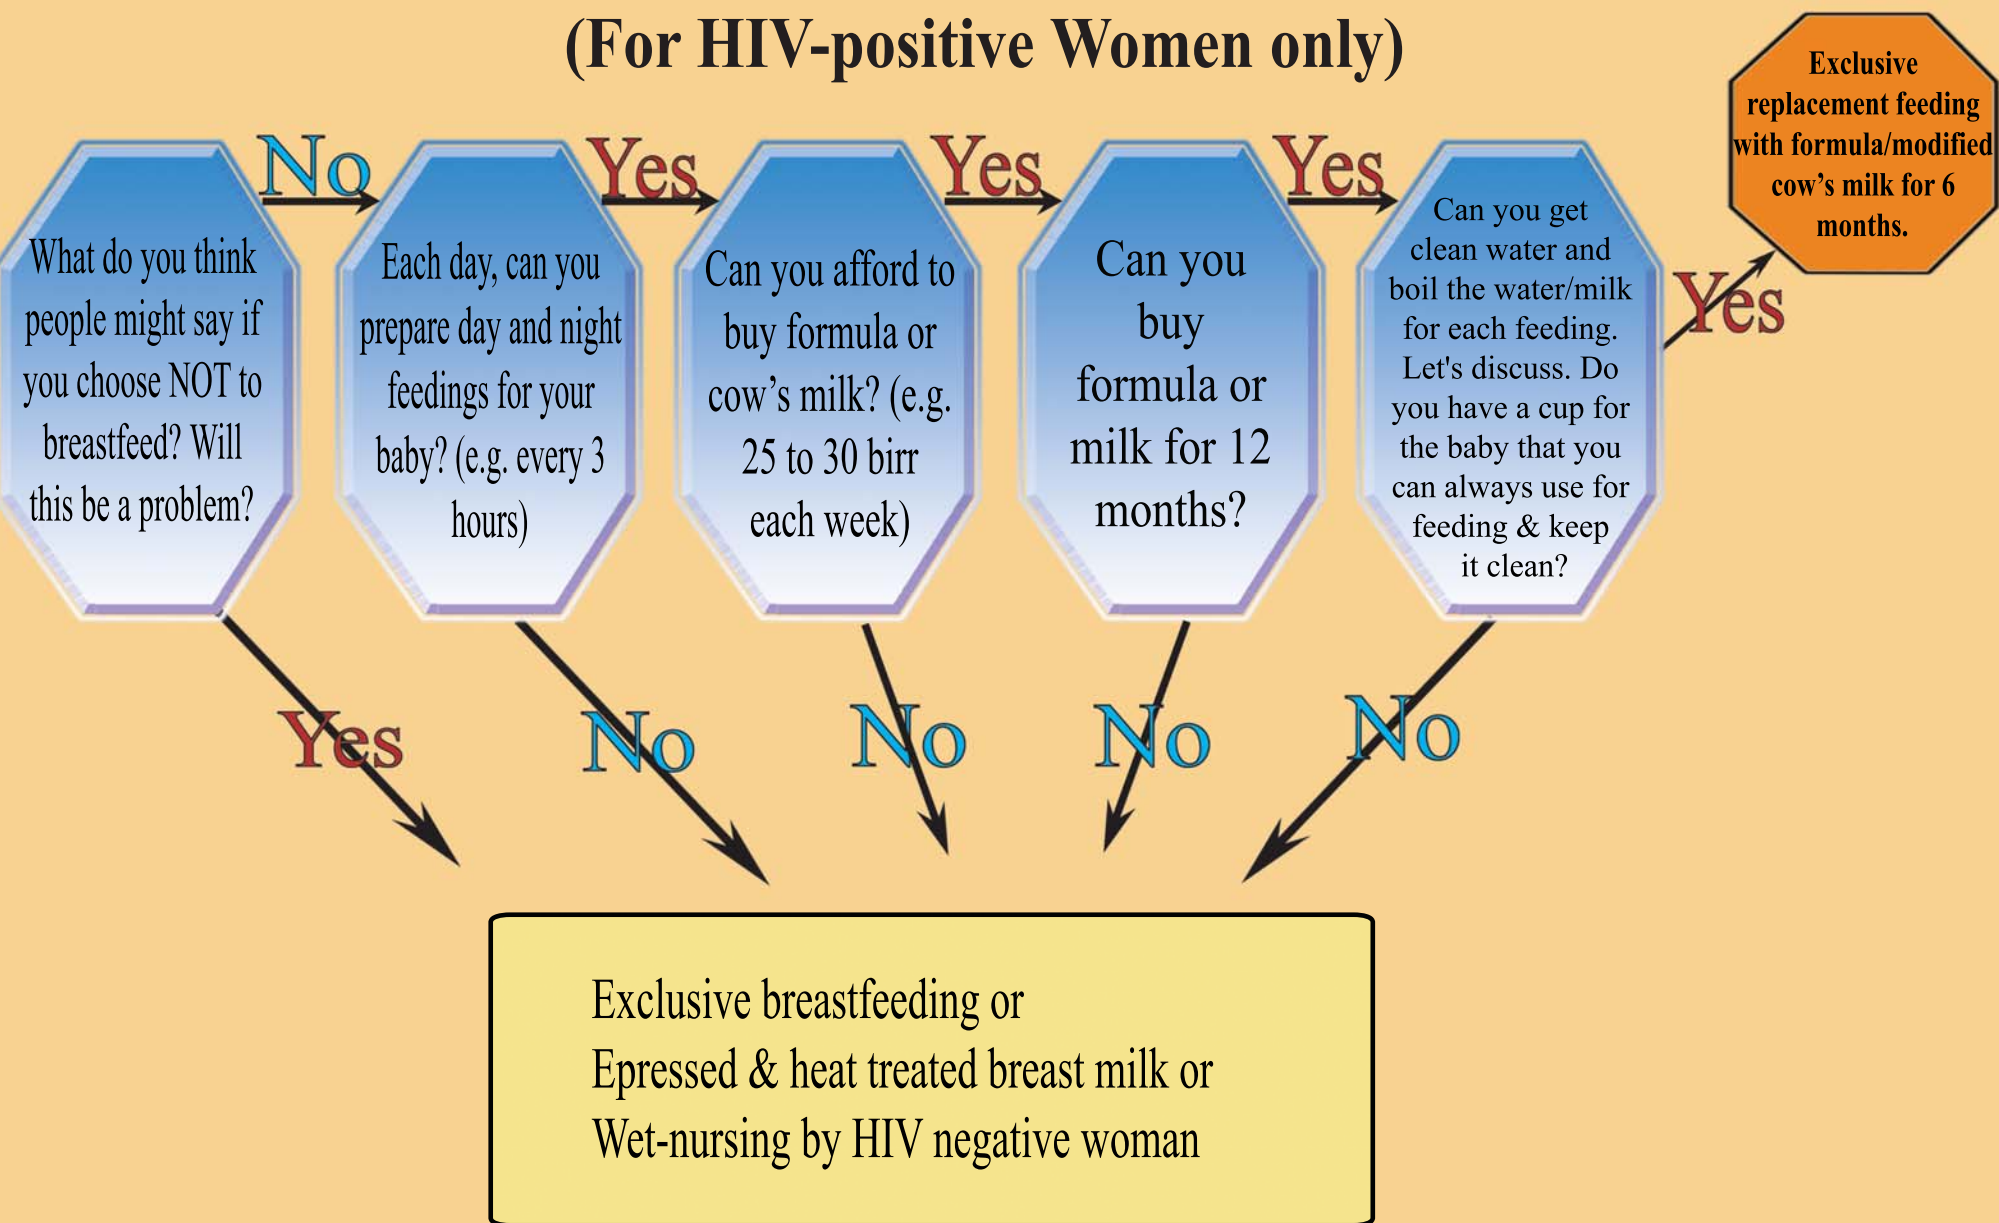 (For HIV-positive Women only)
Exclusive
replacement feeding
with formula/modified
cow’s milk for 6
months.
No
Yes
Yes
Yes
Yes
What do you think
people might say if
you choose NOT to
breastfeed? Will
this be a problem?
Each day, can you
prepare day and night
feedings for your
baby? (e.g. every 3
hours)
Can you afford to
buy formula or
cow’s milk? (e.g.
25 to 30 birr
each week)
Can you
buy
formula or
milk for 12
months?
Can you get
clean water and
boil the water/milk
for each feeding.
Let's discuss. Do
you have a cup for
the baby that you
can always use for
feeding & keep
it clean?
Yes
No
No
No
No
Exclusive breastfeeding or
Epressed & heat treated breast milk or
Wet-nursing by HIV negative woman